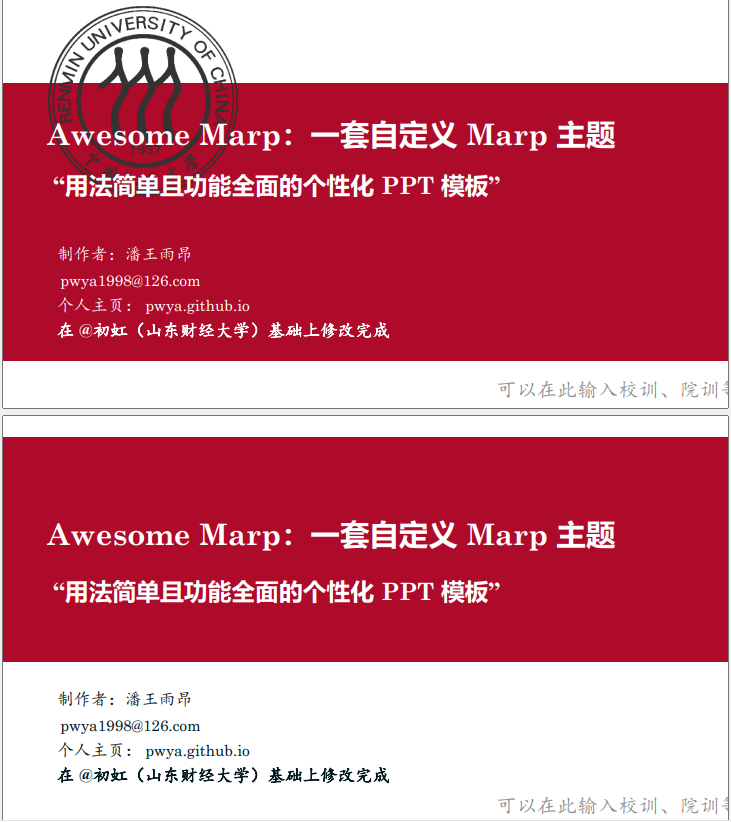 RENMIN UNIVERSITY OF CHINA
1937
Awesome Marp：一套自定义 Marp 主题
“用法简单且功能全面的个性化 PPT 模板”
制作者：潘王雨昂
pwya1998@126.com
个人主页： pwya.github.io
在 @初虹（山东财经大学）基础上修改完成
可以在此输入校训、院训等
Awesome Marp：一套自定义 Marp 主题
“用法简单且功能全面的个性化 PPT 模板”
制作者：潘王雨昂
pwya1998@126.com
个人主页： pwya.github.io
在 @初虹（山东财经大学）基础上修改完成
可以在此输入校训、院训等